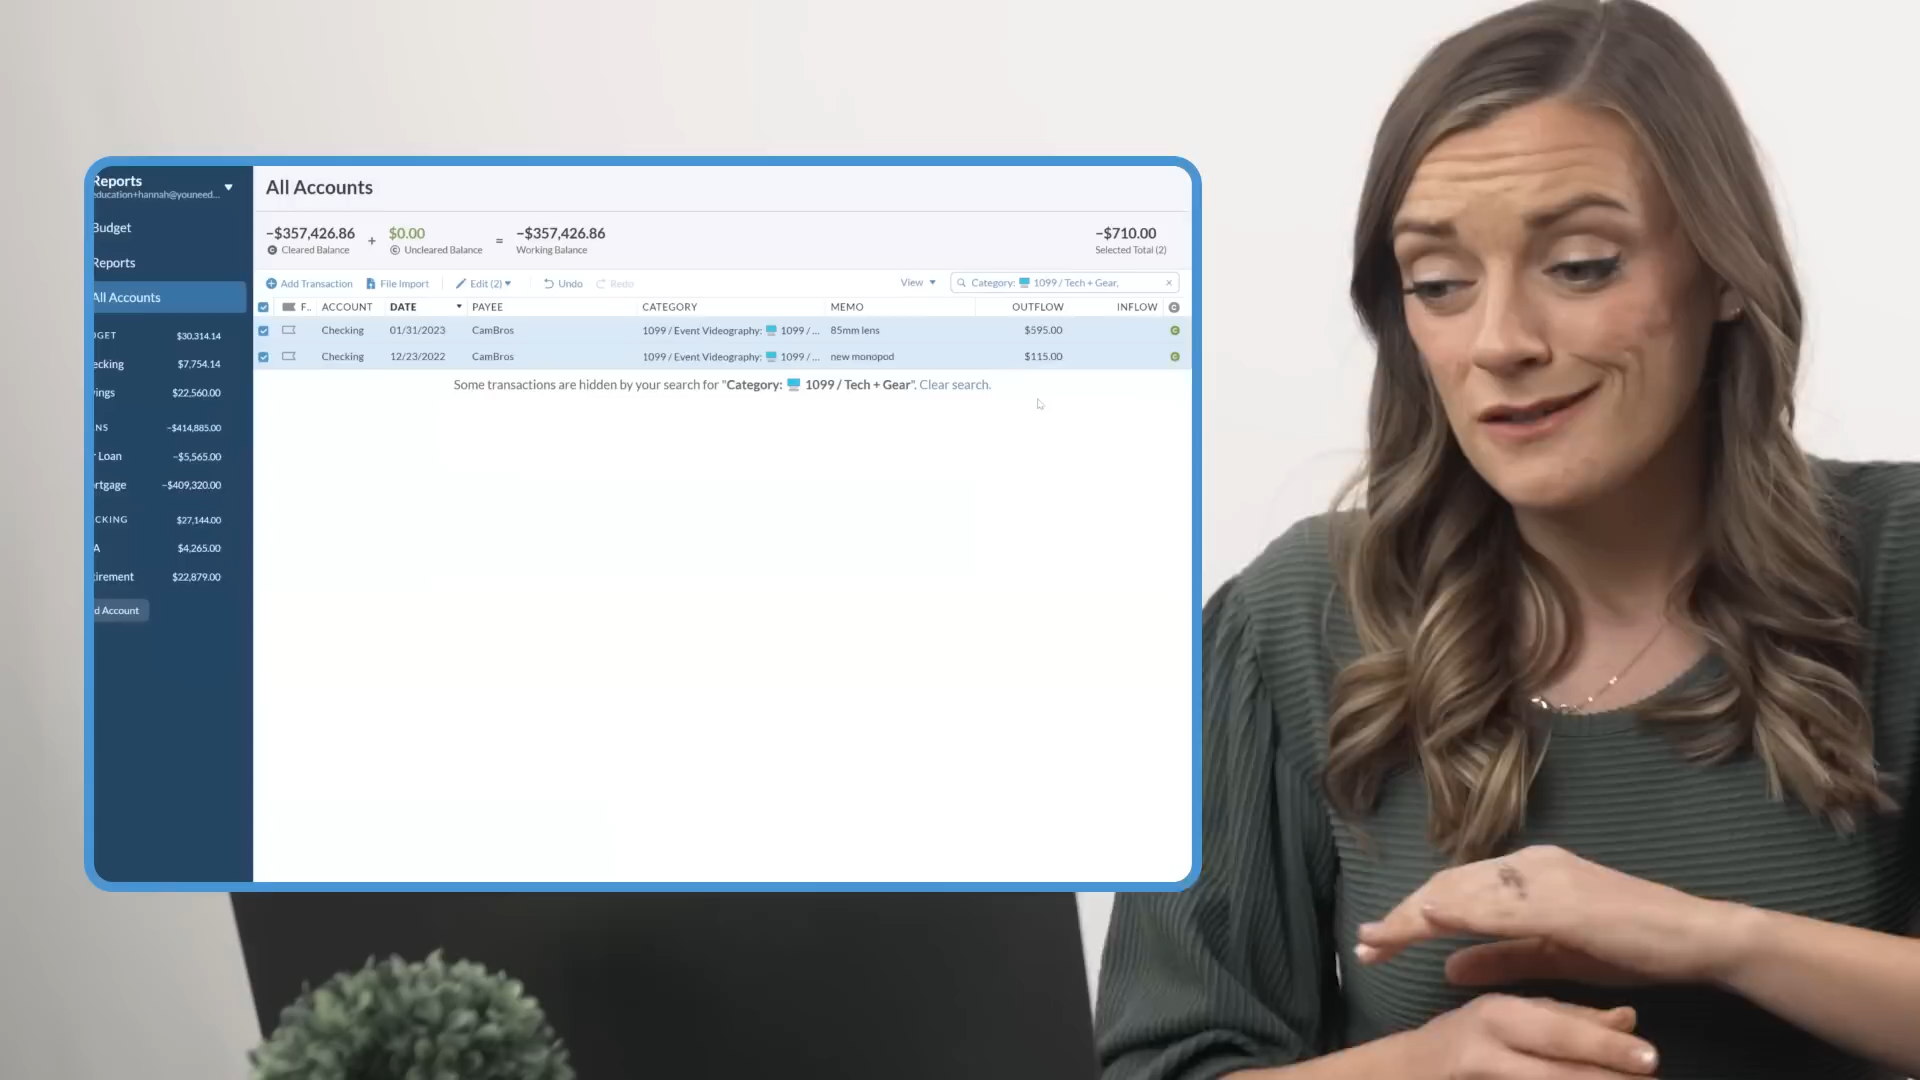 Reports
education+hannah@youneed...
Budget
Reports
All Accounts
$30,314.14
$7,754.14
$22,560.00
-$414,885.00
Loan -$5,565.00
-$409,320.00
$27,144.00
$4,265.00
$22,879.00
Account
All Accounts
-$357,426.86 + $0.00 = -$357,426.86
Cleared Balance Uncleared Balance Working Balance
-$710.00
Selected Total (2)
Add Transaction File Import Edit (2) Undo Redo View Category: 1099 / Tech + Gear,
F.. ACCOUNT DATE PAYEE CATEGORY MEMO OUTFLOW INFLOW
Checking 01/31/2023 CamBros 1099 / Event Videography: 1099 / ... 85mm lens $595.00
Checking 12/23/2022 CamBros 1099 / Event Videography: 1099 / ... new monopod $115.00
Some transactions are hidden by your search for "Category: 1099 / Tech + Gear". Clear search.